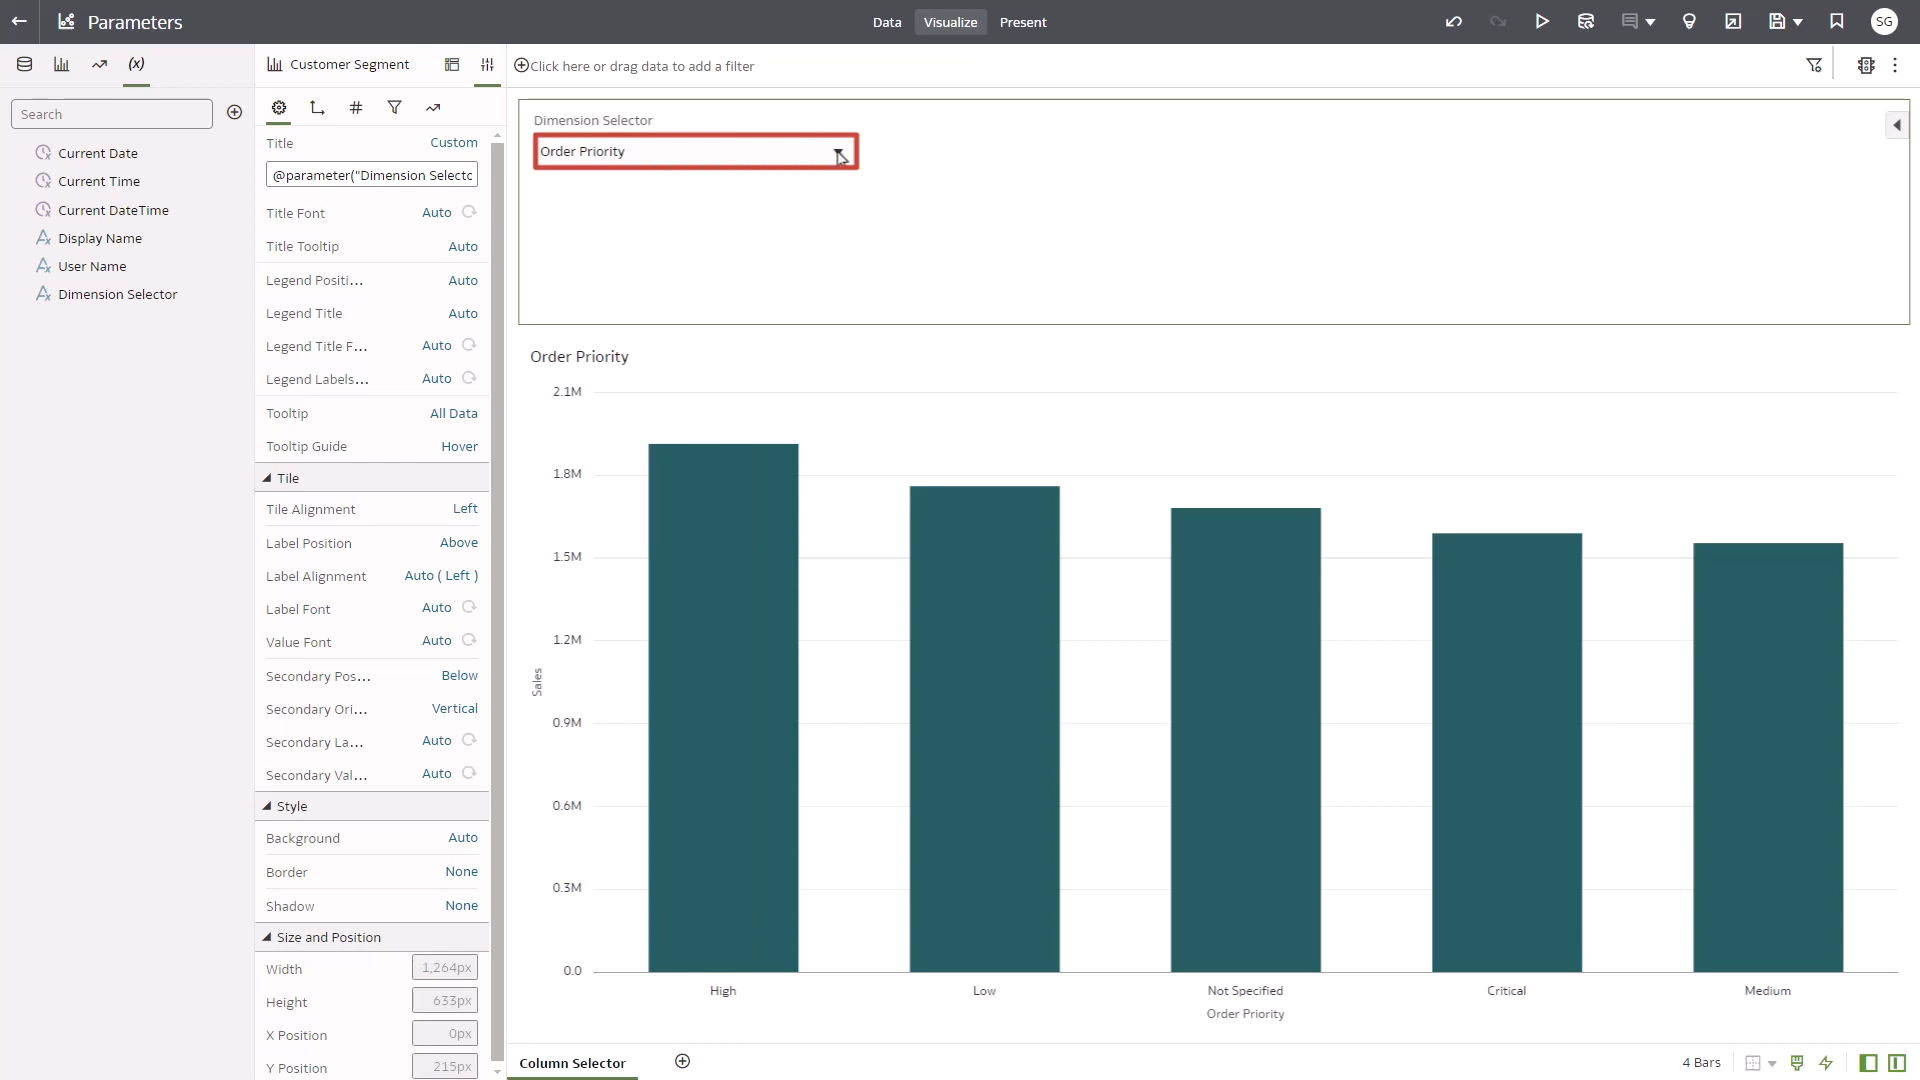 Parameters
Data
Visualize
Present
SG
Search
Current Date
Current Time
Current DateTime
Display Name
User Name
Dimension Selector
Customer Segment
Title Custom
@parameter("Dimension Selectc
Title Font Auto
Title Tooltip Auto
Legend Positi... Auto
Legend Title Auto
Legend Title F... Auto
Legend Labels... Auto
Tooltip All Data
Tooltip Guide Hover
Tile
Tile Alignment Left
Label Position Above
Label Alignment Auto ( Left )
Label Font Auto
Value Font Auto
Secondary Pos... Below
Secondary Ori... Vertical
Secondary La... Auto
Secondary Val... Auto
Style
Background Auto
Border None
Shadow None
Size and Position
Width 1,264px
Height 633px
X Position 0px
Y Position 215px
Click here or drag data to add a filter
Dimension Selector
Order Priority
Order Priority
2.1M
1.8M
1.5M
1.2M
0.9M
0.6M
0.3M
0.0
Sales
High Low Not Specified Critical Medium
Order Priority
Column Selector
4 Bars